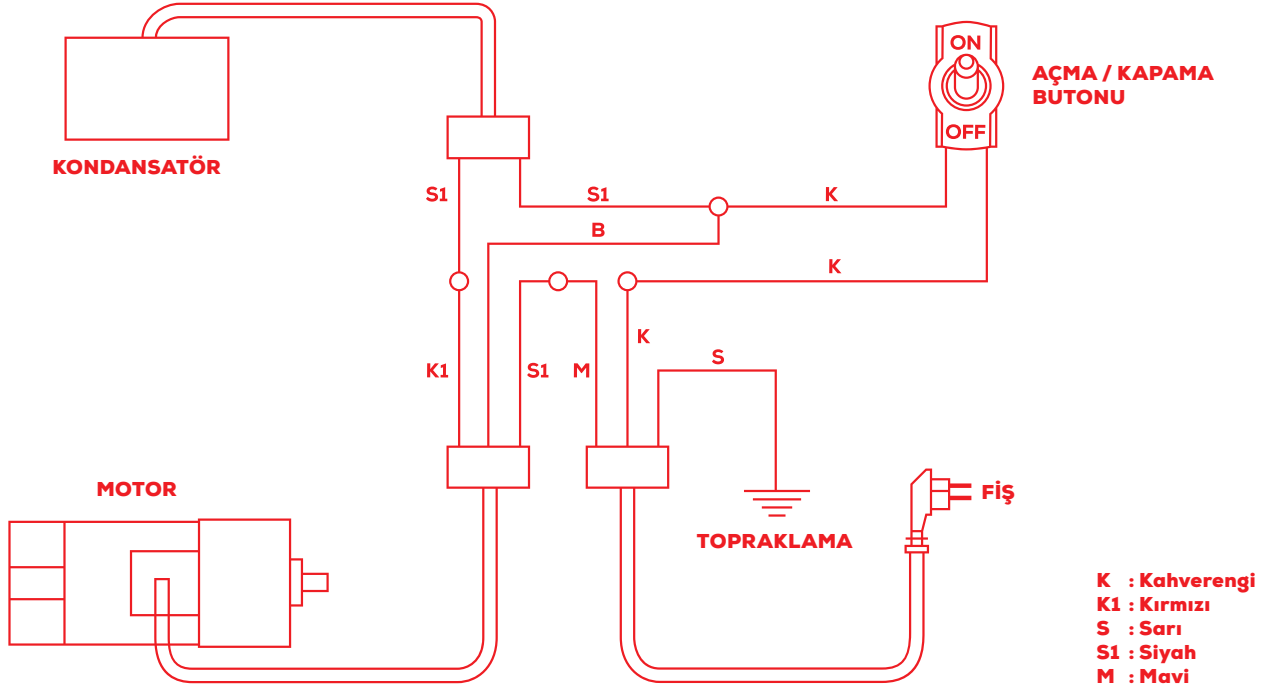 ON
OFF
AÇMA / KAPAMA
BUTONU
KONDANSATÖR
S1
S1
K
B
K
K
S
K1
S1
M
MOTOR
FİŞ
TOPRAKLAMA
K : Kahverengi
K1 : Kırmızı
S : Sarı
S1 : Siyah
M : Mavi